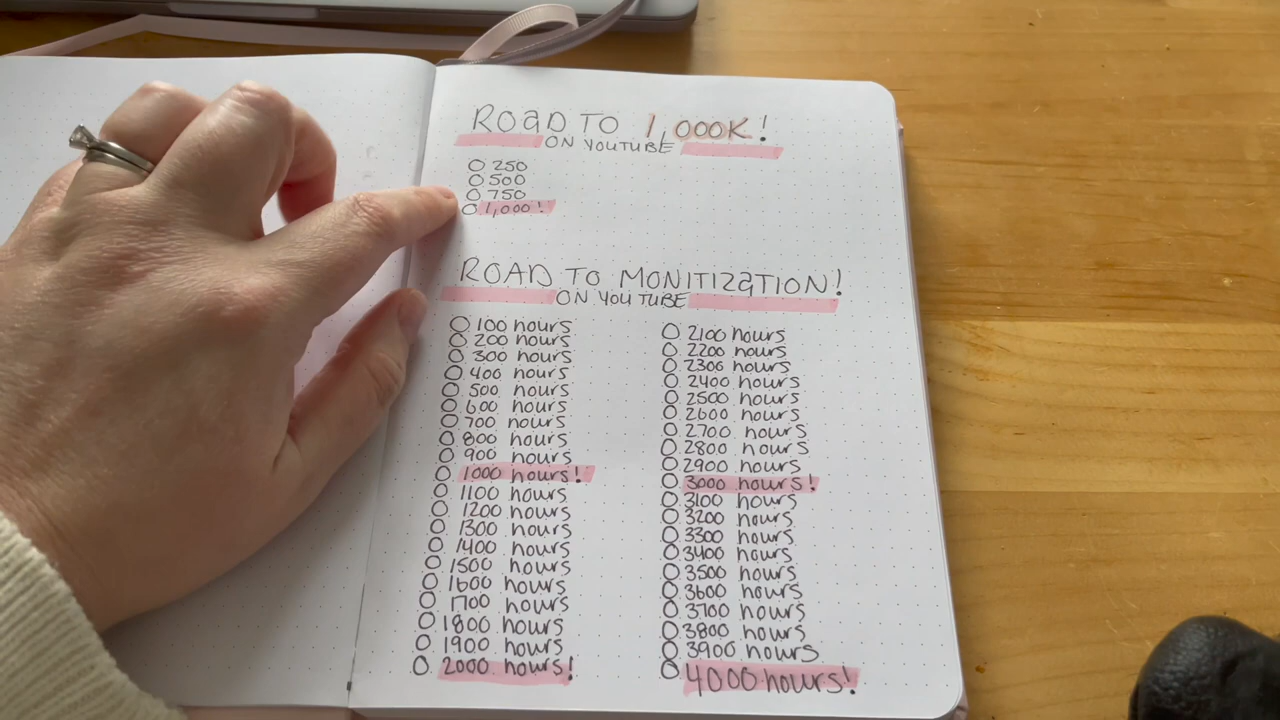 ROAD TO 1,000K!
ON YOUTUBE
O 250
O 500
O 750
O 1,000!
ROAD TO MONITIZATION!
ON YOUTUBE
O 100 hours
O 200 hours
O 300 hours
O 400 hours
O 500 hours
O 600 hours
O 700 hours
O 800 hours
O 900 hours
O 1000 hours!
O 1100 hours
O 1200 hours
O 1300 hours
O 1400 hours
O 1500 hours
O 1600 hours
O 1700 hours
O 1800 hours
O 1900 hours
O 2000 hours!
O 2100 hours
O 2200 hours
O 2300 hours
O 2400 hours
O 2500 hours
O 2600 hours
O 2700 hours
O 2800 hours
O 2900 hours
O 3000 hours!
O 3100 hours
O 3200 hours
O 3300 hours
O 3400 hours
O 3500 hours
O 3600 hours
O 3700 hours
O 3800 hours
O 3900 hours
O 4000 hours!